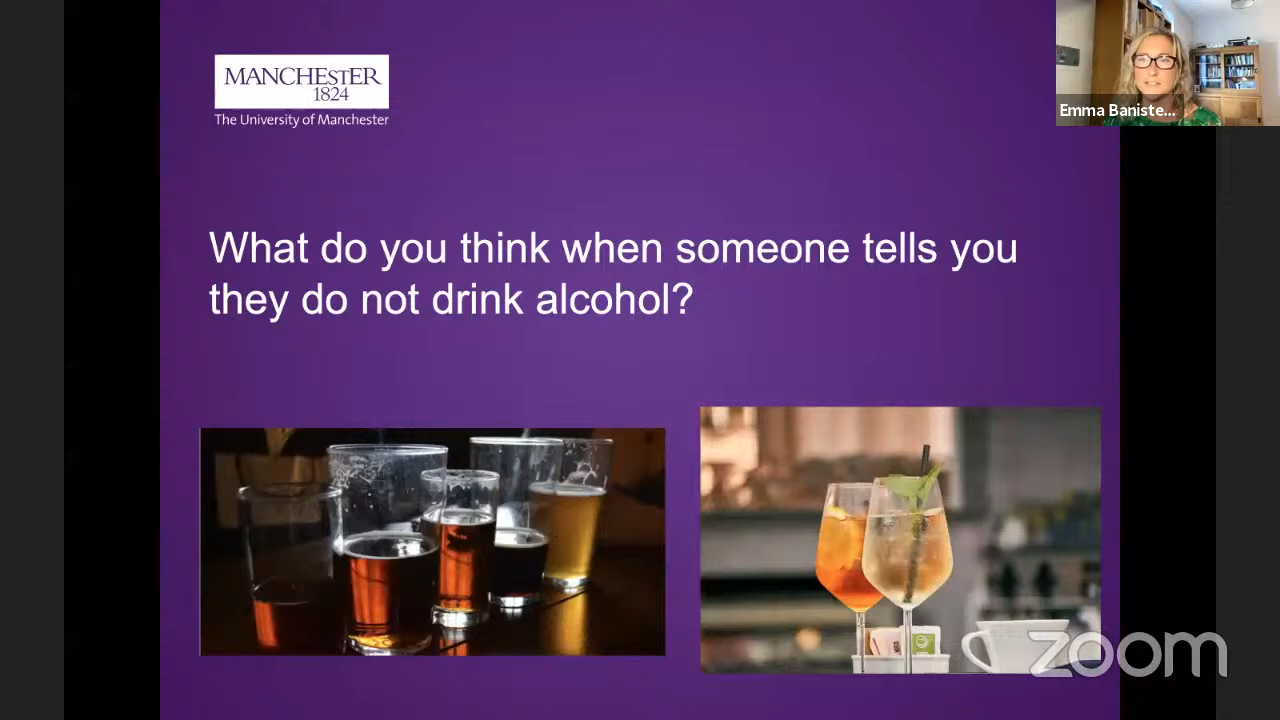 MANCHESTER
1824
The University of Manchester
Emma Baniste...
What do you think when someone tells you
they do not drink alcohol?
zoom